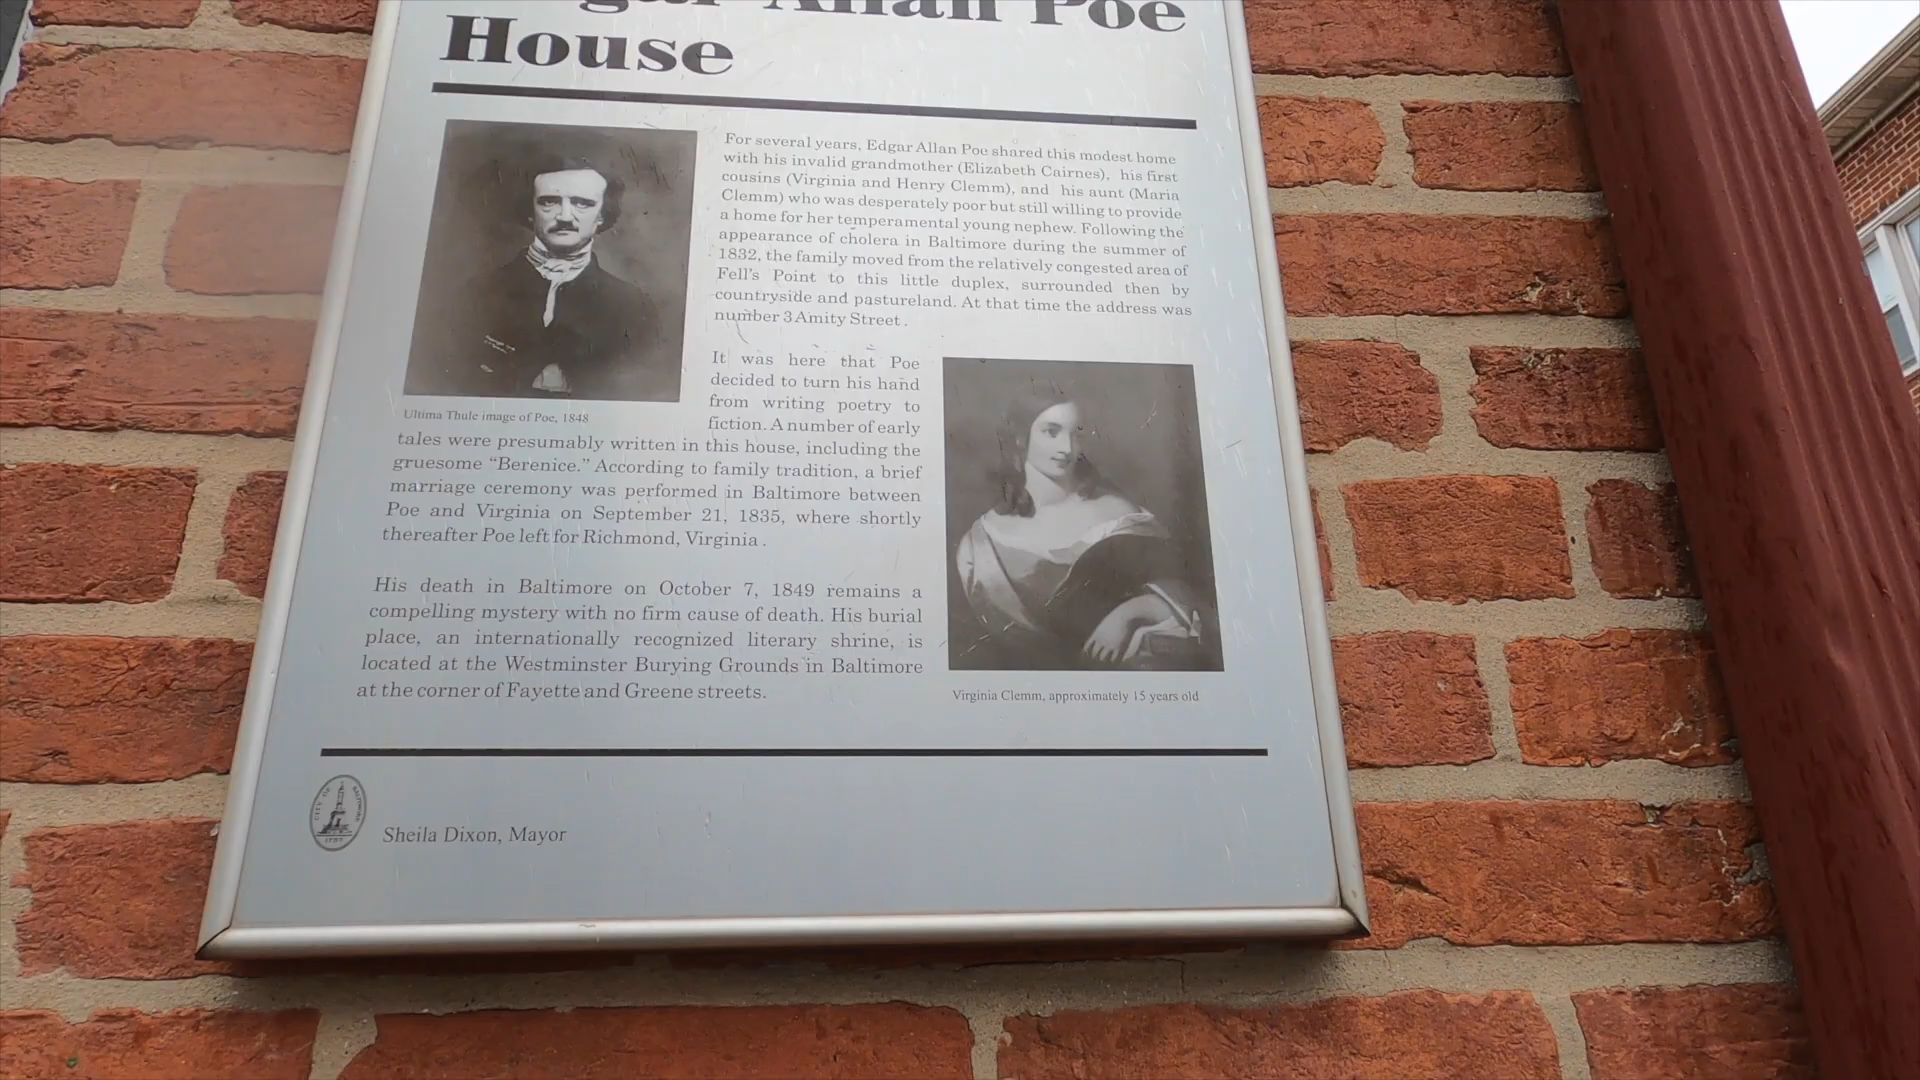 Edgar Allan Poe
House
For several years, Edgar Allan Poe shared this modest home
with his invalid grandmother (Elizabeth Cairnes), his first
cousins (Virginia and Henry Clemm), and his aunt (Maria
Clemm) who was desperately poor but still willing to provide
a home for her temperamental young nephew. Following the
appearance of cholera in Baltimore during the summer of
1832, the family moved from the relatively congested area of
Fell's Point to this little duplex, surrounded then by
countryside and pastureland. At that time the address was
number 3 Amity Street.
It was here that Poe
decided to turn his hand
from writing poetry to
fiction. A number of early
tales were presumably written in this house, including the
gruesome “Berenice.” According to family tradition, a brief
marriage ceremony was performed in Baltimore between
Poe and Virginia on September 21, 1835, where shortly
thereafter Poe left for Richmond, Virginia.
Ultima Thule image of Poe, 1848
His death in Baltimore on October 7, 1849 remains a
compelling mystery with no firm cause of death. His burial
place, an internationally recognized literary shrine, is
located at the Westminster Burying Grounds in Baltimore
at the corner of Fayette and Greene streets.
Virginia Clemm, approximately 15 years old
CITY OF BALTIMORE
1797
Sheila Dixon, Mayor